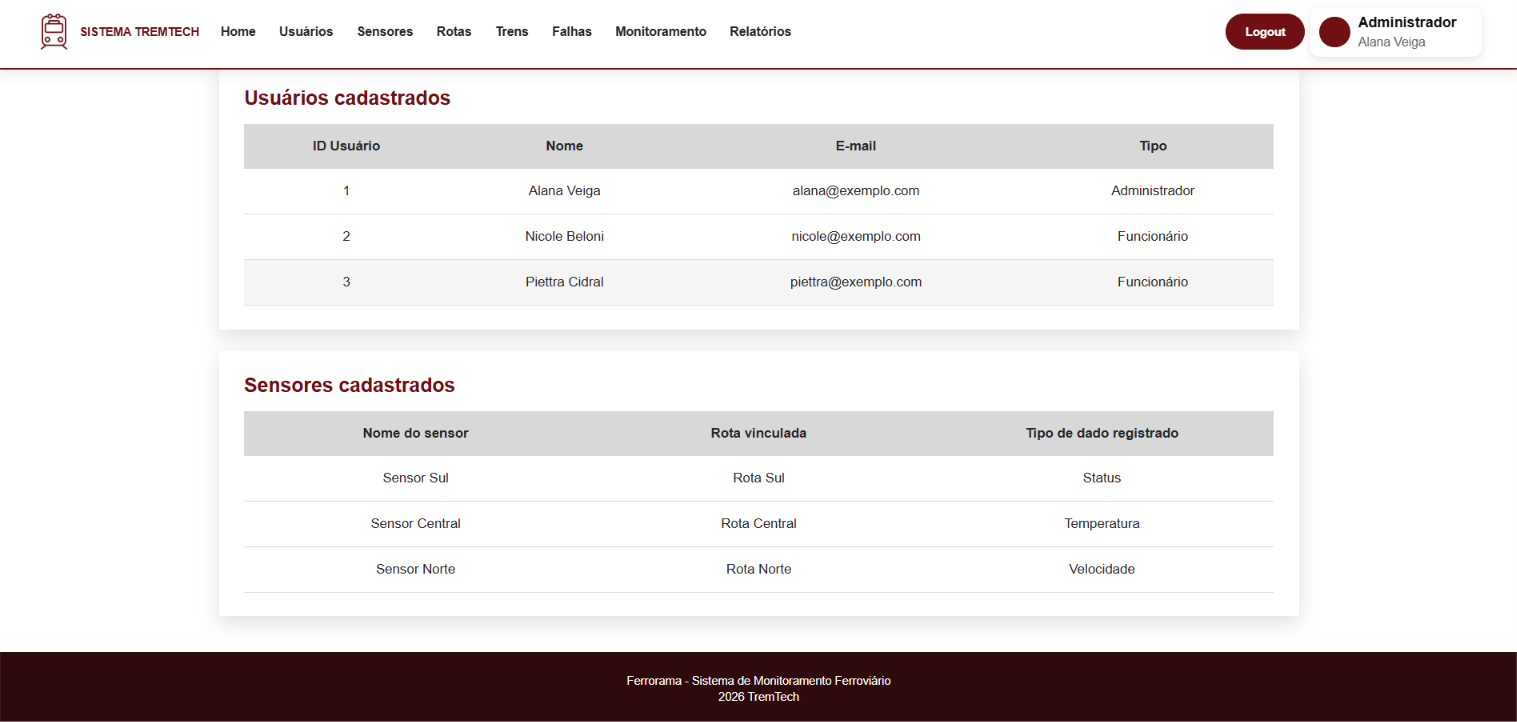 SISTEMA TREMTECH Home Usuários Sensores Rotas Trens Falhas Monitoramento Relatórios Logout Administrador
Alana Veiga
Usuários cadastrados
ID Usuário Nome E-mail Tipo
1 Alana Veiga alana@exemplo.com Administrador
2 Nicole Beloni nicole@exemplo.com Funcionário
3 Piettra Cidral piettra@exemplo.com Funcionário
Sensores cadastrados
Nome do sensor Rota vinculada Tipo de dado registrado
Sensor Sul Rota Sul Status
Sensor Central Rota Central Temperatura
Sensor Norte Rota Norte Velocidade
Ferrorama - Sistema de Monitoramento Ferroviário
2026 TremTech